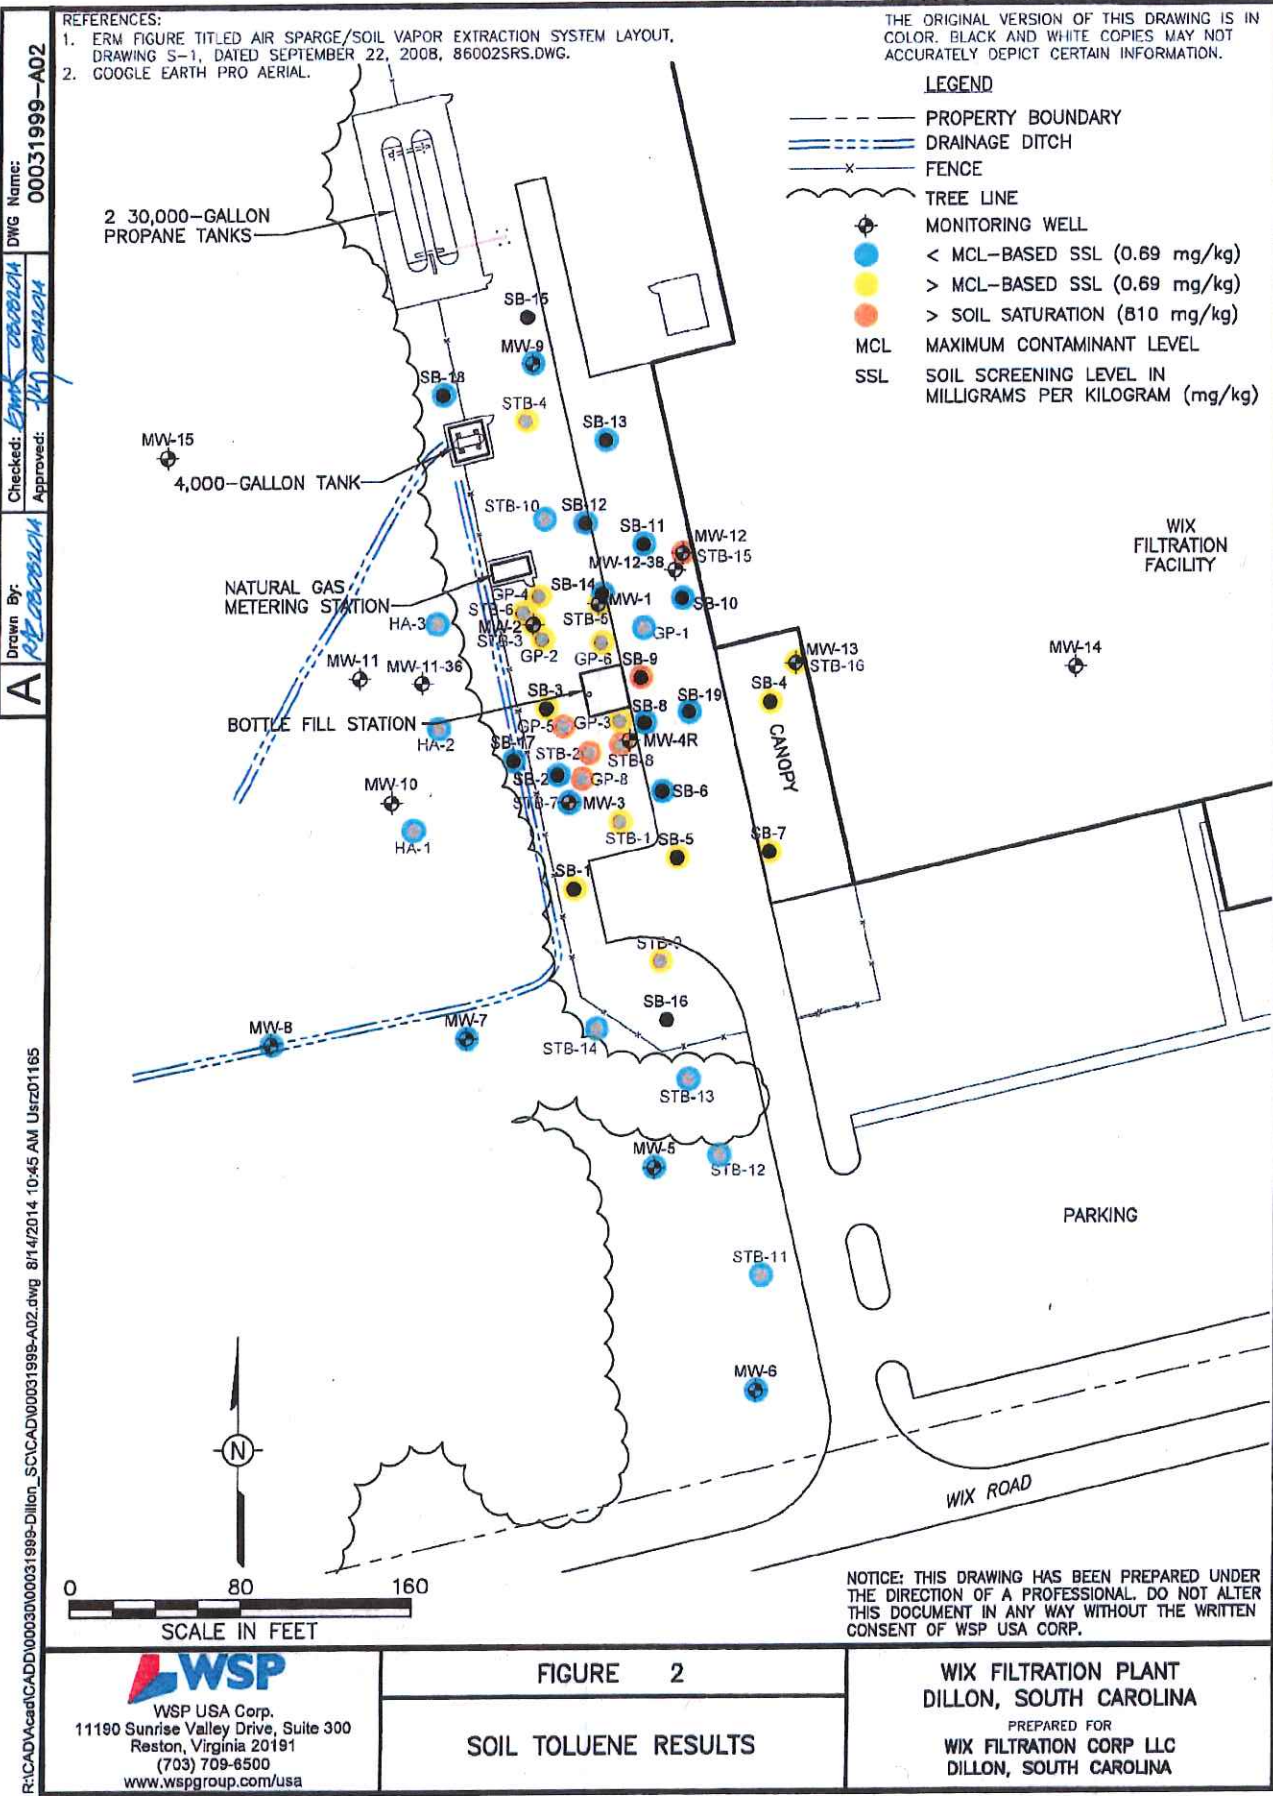 REFERENCES:
1. ERM FIGURE TITLED AIR SPARGE/SOIL VAPOR EXTRACTION SYSTEM LAYOUT,
DRAWING S-1, DATED SEPTEMBER 22, 2008, 86002SRS.DWG.
2. GOOGLE EARTH PRO AERIAL.
THE ORIGINAL VERSION OF THIS DRAWING IS IN
COLOR. BLACK AND WHITE COPIES MAY NOT
ACCURATELY DEPICT CERTAIN INFORMATION.
LEGEND
PROPERTY BOUNDARY
DRAINAGE DITCH
FENCE
TREE LINE
MONITORING WELL
< MCL-BASED SSL (0.69 mg/kg)
> MCL-BASED SSL (0.69 mg/kg)
> SOIL SATURATION (810 mg/kg)
MCL MAXIMUM CONTAMINANT LEVEL
SSL SOIL SCREENING LEVEL IN
MILLIGRAMS PER KILOGRAM (mg/kg)
DWG Name:
00031999-A02
Checked:
Approved:
Drawn By:
A
2 30,000-GALLON
PROPANE TANKS
SB-15
MW-9
SB-18
STB-4
SB-13
MW-15
4,000-GALLON TANK
STB-10
SB-12
SB-11
MW-12
STB-15
MW-12-38
WIX
FILTRATION
FACILITY
NATURAL GAS
METERING STATION
GP-4
SB-14
MW-1
SB-10
STB-6
STB-5
HA-3
MW-2
GP-1
STB-3
GP-2
GP-6
SB-9
MW-13
STB-16
MW-14
MW-11
MW-11-36
SB-3
SB-8
SB-19
SB-4
BOTTLE FILL STATION
GP-5
GP-3
HA-2
SB-17
STB-2
MW-4R
STB-8
CANOPY
SB-2
GP-8
SB-6
MW-10
STB-7
MW-3
HA-1
STB-1
SB-5
SB-7
SB-1
STB-9
SB-16
MW-8
MW-7
STB-14
STB-13
MW-5
STB-12
PARKING
STB-11
MW-6
N
WIX ROAD
0 80 160
SCALE IN FEET
NOTICE: THIS DRAWING HAS BEEN PREPARED UNDER
THE DIRECTION OF A PROFESSIONAL. DO NOT ALTER
THIS DOCUMENT IN ANY WAY WITHOUT THE WRITTEN
CONSENT OF WSP USA CORP.
R:\CAD\Acad\CADD\00030\00031999-Dillon_SC\CAD\00031999-A02.dwg 8/14/2014 10:45 AM Usrz01165
WSP
WSP USA Corp.
11190 Sunrise Valley Drive, Suite 300
Reston, Virginia 20191
(703) 709-6500
www.wspgroup.com/usa
FIGURE 2
SOIL TOLUENE RESULTS
WIX FILTRATION PLANT
DILLON, SOUTH CAROLINA
PREPARED FOR
WIX FILTRATION CORP LLC
DILLON, SOUTH CAROLINA